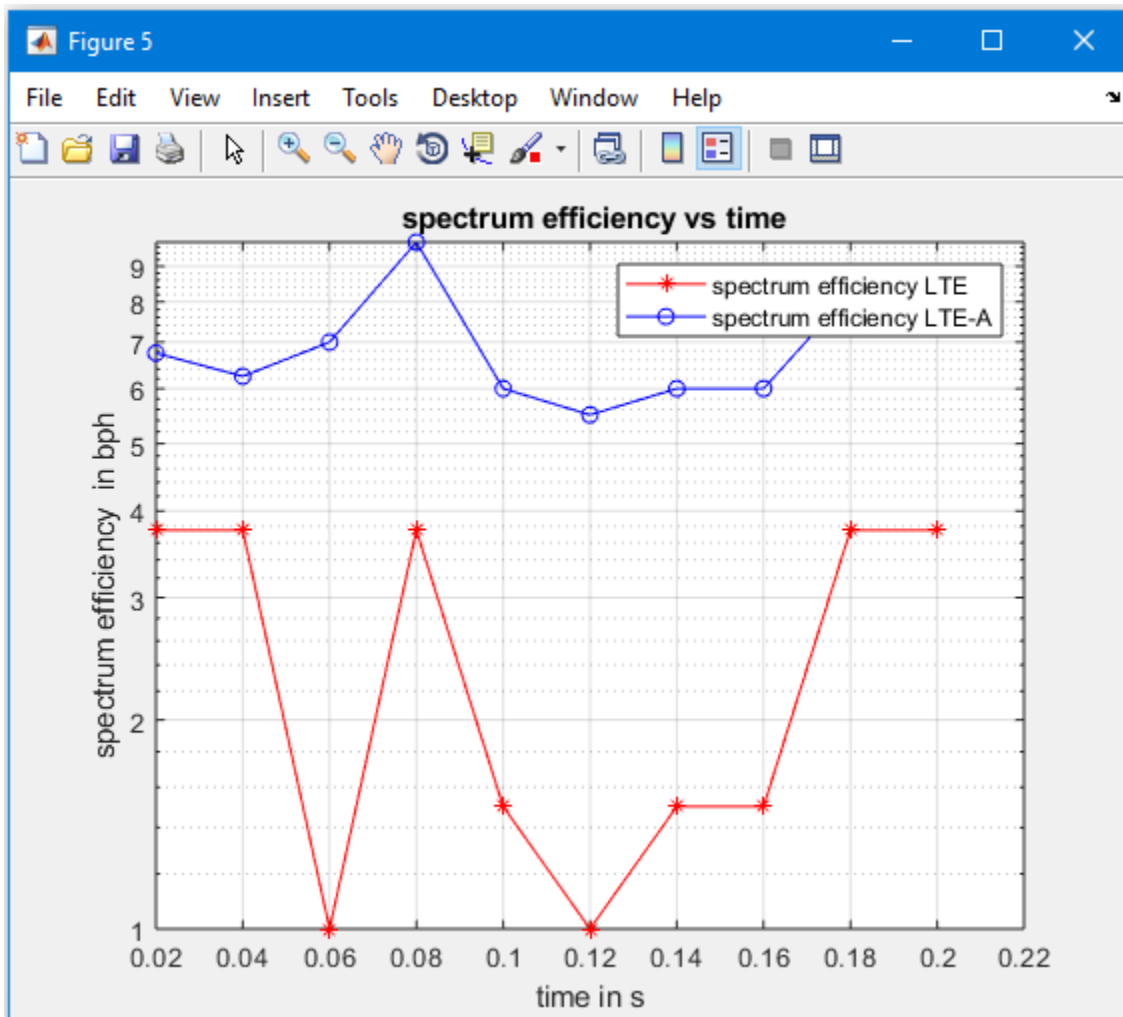 Figure 5
File Edit View Insert Tools Desktop Window Help
spectrum efficiency vs time
spectrum efficiency LTE
spectrum efficiency LTE-A
9
8
7
6
5
4
3
2
1
spectrum efficiency  in bph
0.02 0.04 0.06 0.08 0.1 0.12 0.14 0.16 0.18 0.2 0.22
time in s